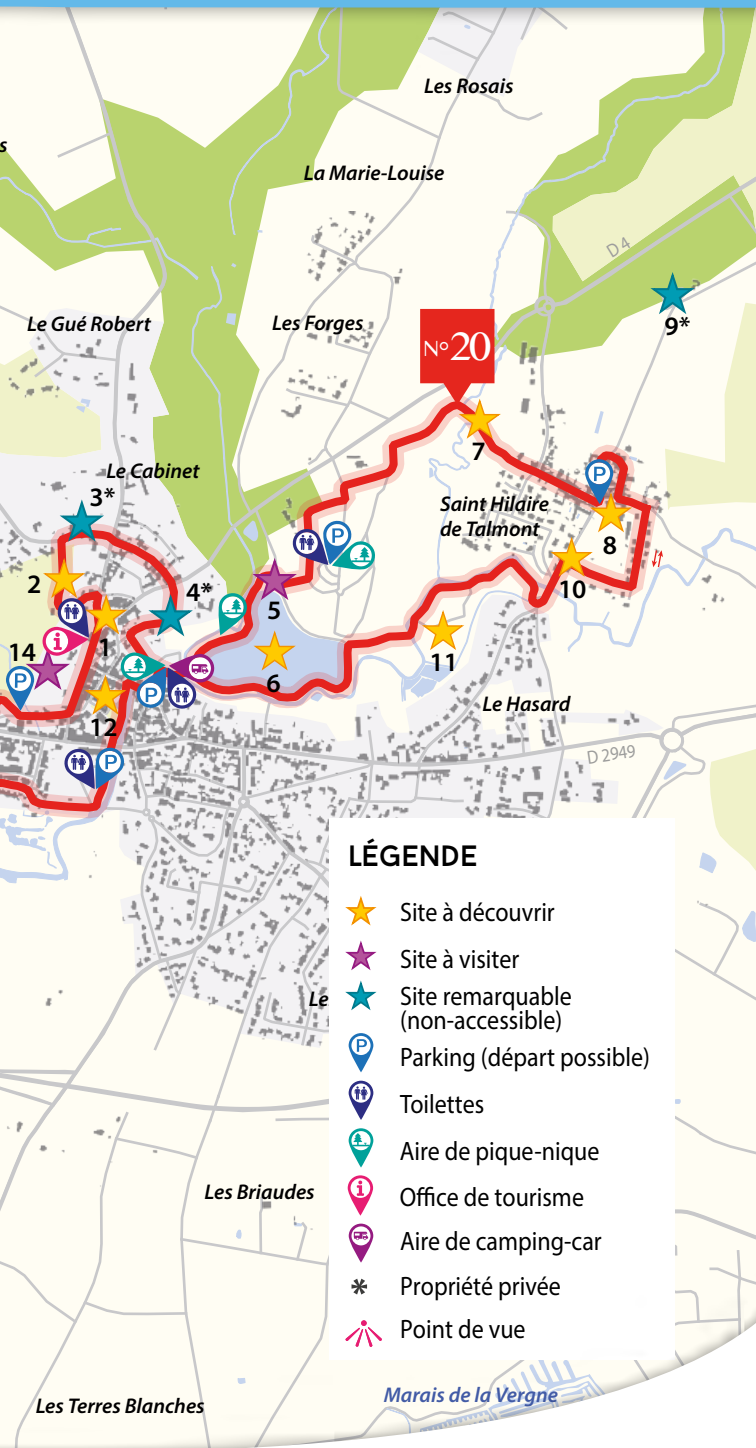 Les Rosais
s
La Marie-Louise
D 4
Le Gué Robert
Les Forges
9*
N° 20
7
Le Cabinet
3*
P
Saint Hilaire
de Talmont
P
8
2
4*
5
10
1
i
14
11
P
6
P
12
Le Hasard
P
D 2949
LÉGENDE
Site à découvrir
Site à visiter
Le
Site remarquable
(non-accessible)
P
Parking (départ possible)
Toilettes
Aire de pique-nique
Les Briaudes
i
Office de tourisme
Aire de camping-car
* Propriété privée
Point de vue
Les Terres Blanches
Marais de la Vergne